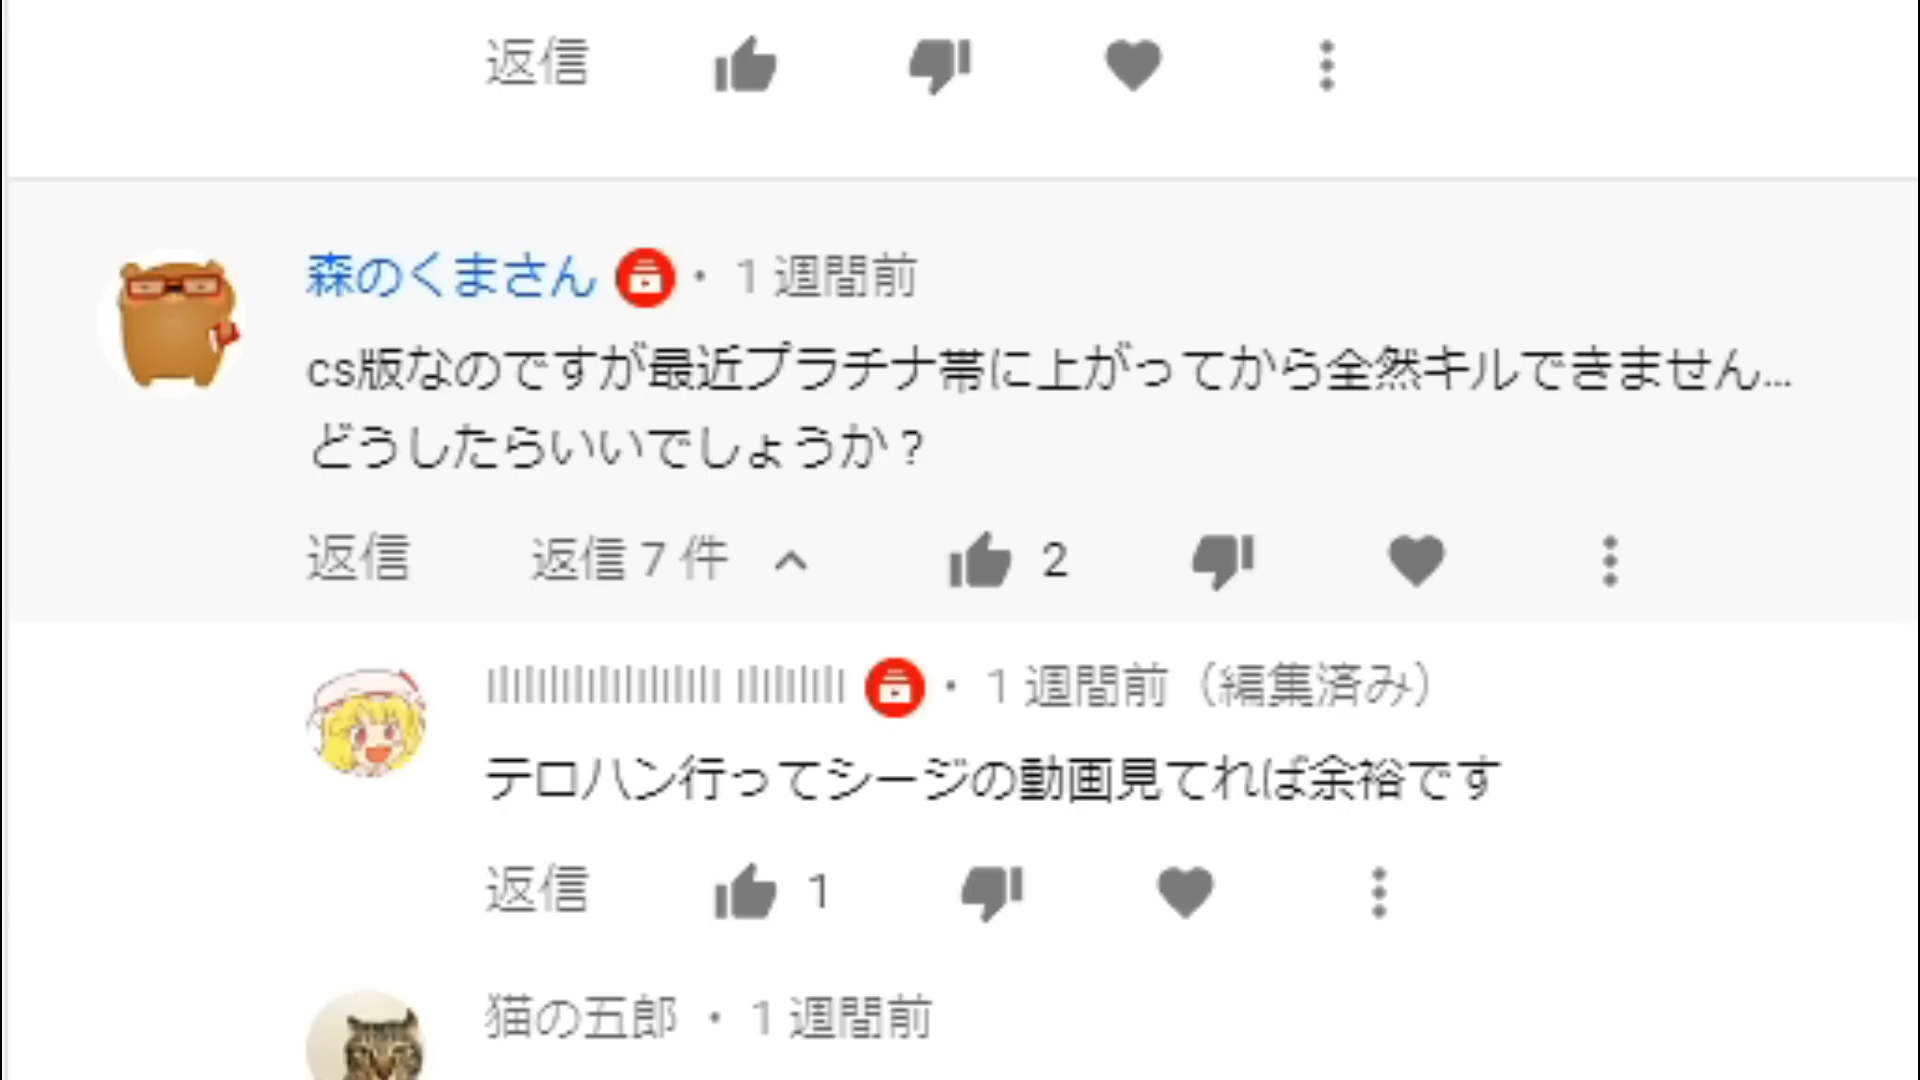 返信
森のくまさん ・ 1 週間前
cs版なのですが最近プラチナ帯に上がってから全然キルできません...
どうしたらいいでしょうか？
返信 返信 7 件 2
・ 1 週間前（編集済み）
テロハン行ってシージの動画見てれば余裕です
返信 1
猫の五郎 ・ 1 週間前